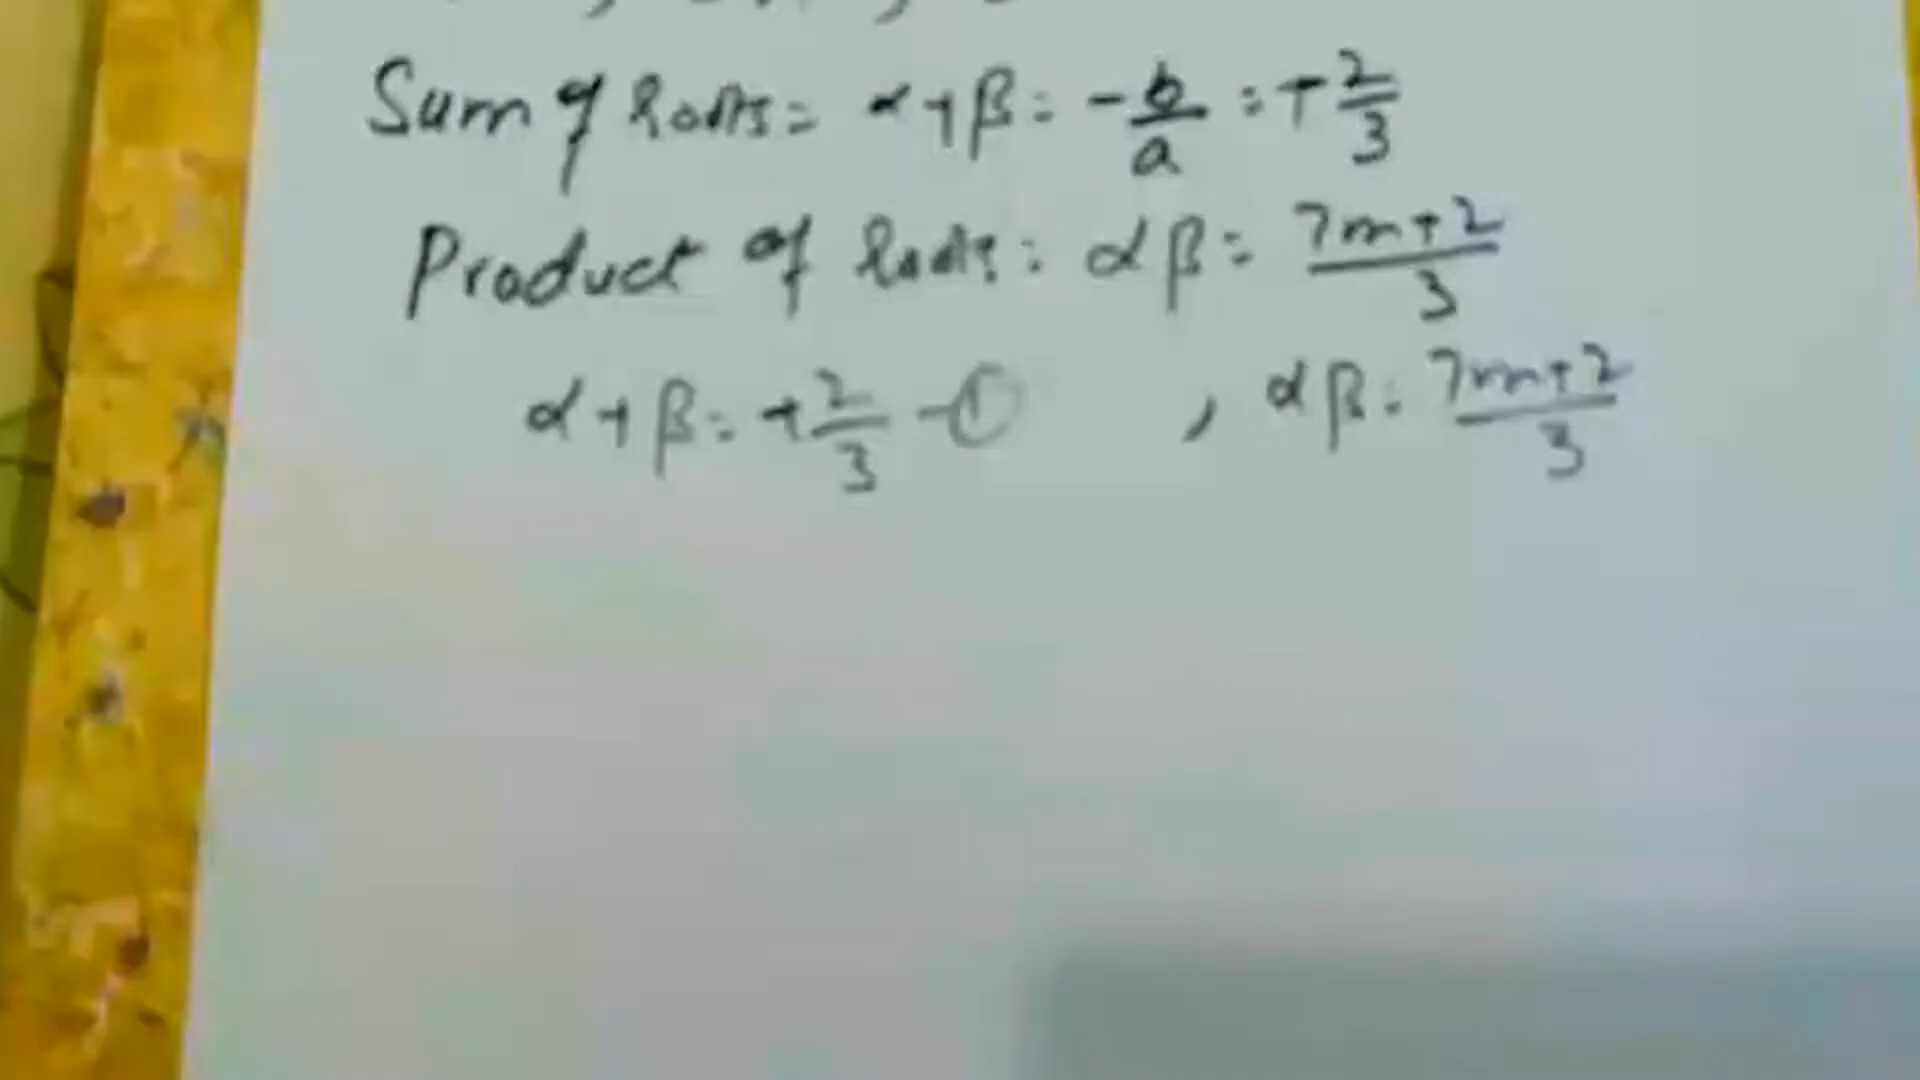 Sum of Roots = α+β = -b/a = +2/3
Product of Roots = αβ = 7m+2/3
α+β = +2/3 -① , αβ = 7m+2/3